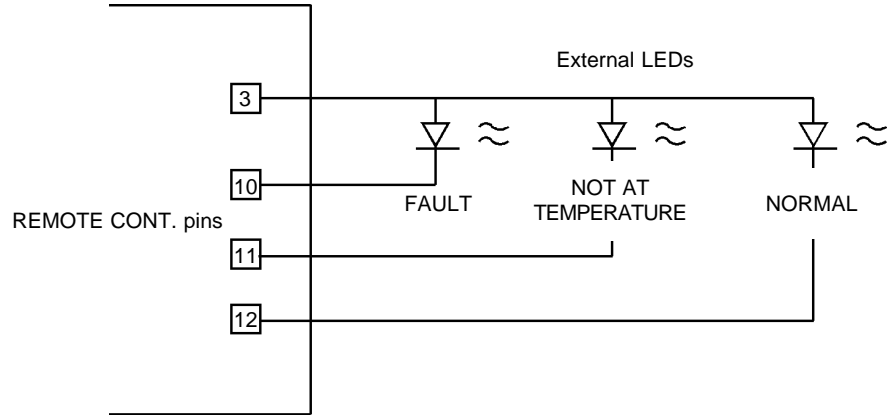 External LEDs
3
10
FAULT
NOT AT
TEMPERATURE
NORMAL
REMOTE CONT. pins
11
12